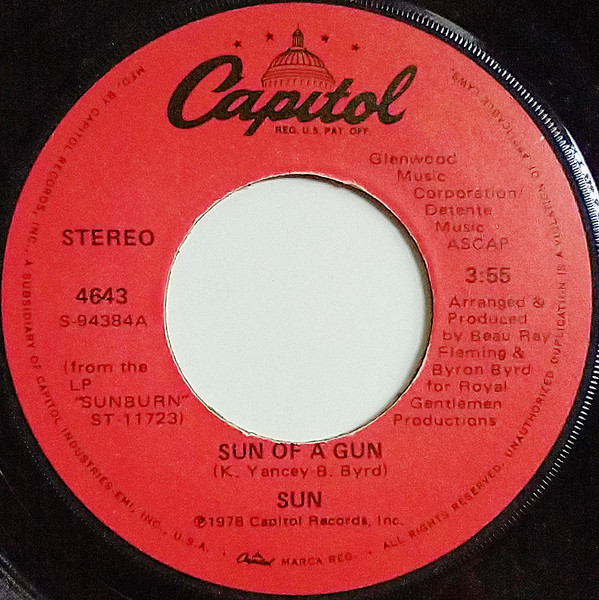 Capitol
REG. U.S. PAT. OFF.
Glenwood
Music
Corporation/
Detente
Music
ASCAP
STEREO
3:55
4643
S-94384A
Arranged &
Produced
by Beau Ray
Fleming &
Byron Byrd
for Royal
Gentlemen
Productions
(from the
LP
"SUNBURN"
ST-11723)
SUN OF A GUN
(K. Yancey-B. Byrd)
SUN
℗1978 Capitol Records, Inc.
MFD. BY CAPITOL RECORDS, INC., A SUBSIDIARY OF CAPITOL INDUSTRIES-EMI, INC., U.S.A. · Capitol MARCA REG. · ALL RIGHTS RESERVED. UNAUTHORIZED DUPLICATION IS A VIOLATION OF APPLICABLE LAWS.